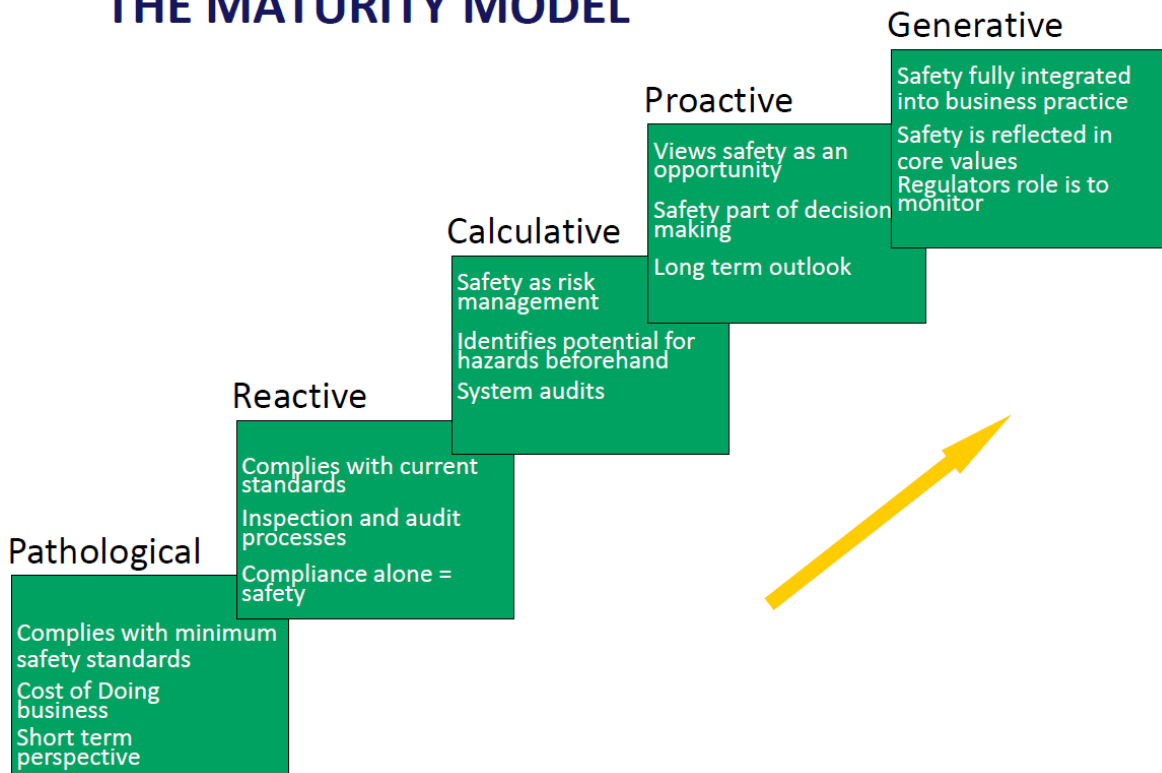 THE MATURITY MODEL
Generative
Safety fully integrated
into business practice
Safety is reflected in
core values
Regulators role is to
monitor
Proactive
Views safety as an
opportunity
Safety part of decision
making
Long term outlook
Calculative
Safety as risk
management
Identifies potential for
hazards beforehand
System audits
Reactive
Complies with current
standards
Inspection and audit
processes
Compliance alone =
safety
Pathological
Complies with minimum
safety standards
Cost of Doing
business
Short term
perspective